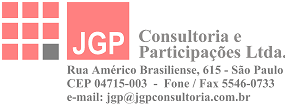 JGP
Consultoria e
Participações Ltda.
Rua Américo Brasiliense, 615 - São Paulo
CEP 04715-003 - Fone / Fax 5546-0733
e-mail: jgp@jgpconsultoria.com.br